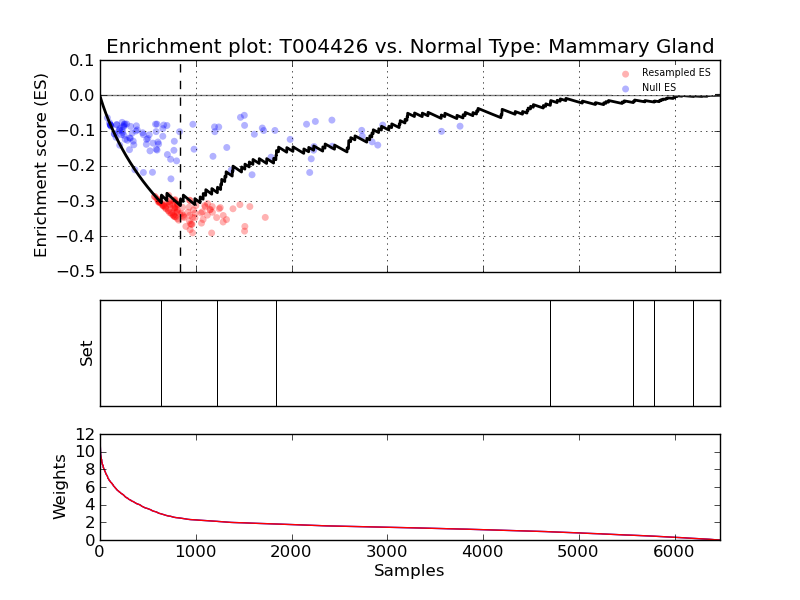 Enrichment plot: T004426 vs. Normal Type: Mammary Gland
Enrichment score (ES)
0.1
0.0
−0.1
−0.2
−0.3
−0.4
−0.5
Resampled ES
Null ES
Set
Weights
12
10
8
6
4
2
0
0 1000 2000 3000 4000 5000 6000
Samples